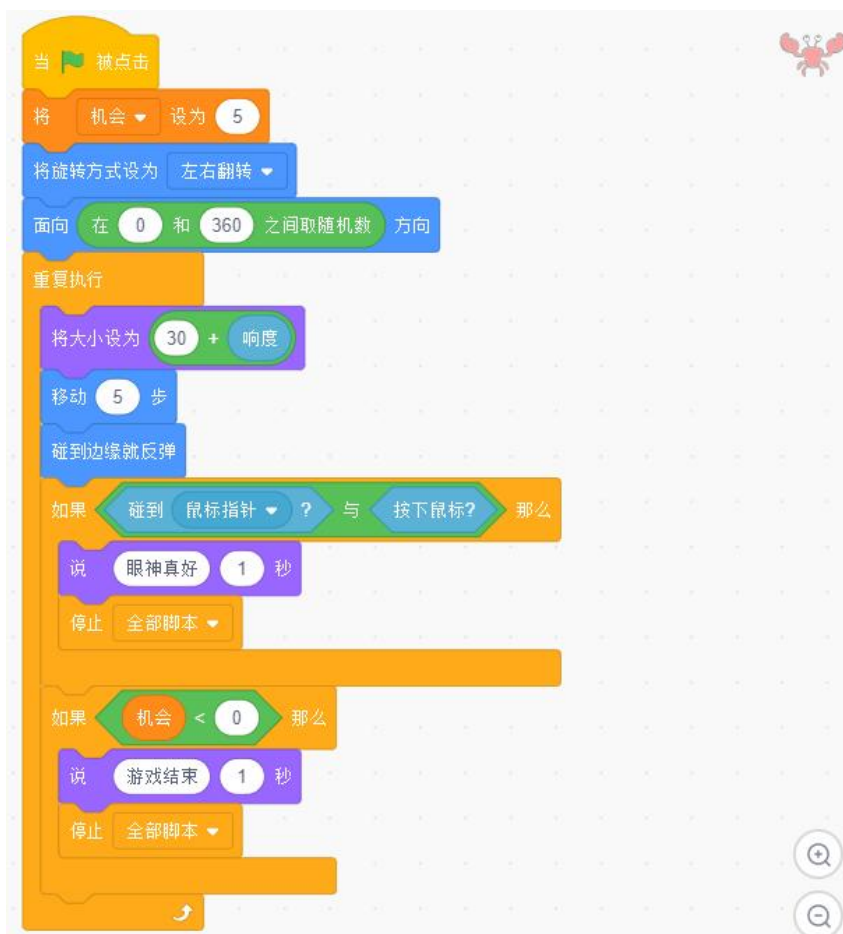 当 被点击
将 机会 设为 5
将旋转方式设为 左右翻转
面向 在 0 和 360 之间取随机数 方向
重复执行
将大小设为 30 + 响度
移动 5 步
碰到边缘就反弹
如果 碰到 鼠标指针 ? 与 按下鼠标? 那么
说 眼神真好 1 秒
停止 全部脚本
如果 机会 < 0 那么
说 游戏结束 1 秒
停止 全部脚本